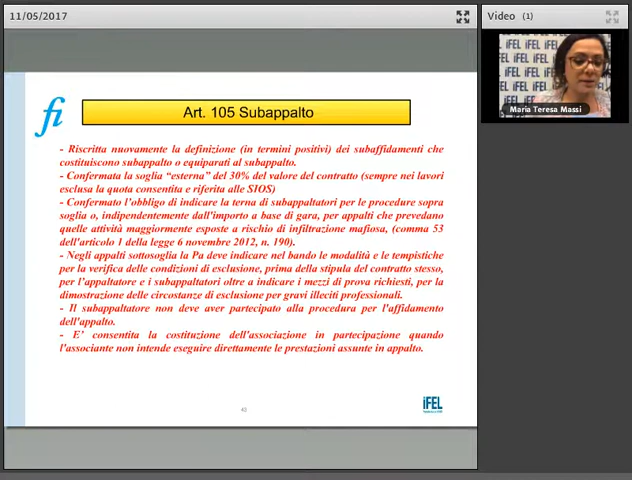 11/05/2017
Video (1)
iFEL iFEL iFEL
Maria Teresa Massi
fi
Art. 105 Subappalto
- Riscritta nuovamente la definizione (in termini positivi) dei subaffidamenti che
costituiscono subappalto o equiparati al subappalto.
- Confermata la soglia “esterna” del 30% del valore del contratto (sempre nei lavori
esclusa la quota consentita e riferita alle SIOS)
- Confermato l’obbligo di indicare la terna di subappaltatori per le procedure sopra
soglia o, indipendentemente dall'importo a base di gara, per appalti che prevedano
quelle attività maggiormente esposte a rischio di infiltrazione mafiosa, (comma 53
dell'articolo 1 della legge 6 novembre 2012, n. 190).
- Negli appalti sottosoglia la Pa deve indicare nel bando le modalità e le tempistiche
per la verifica delle condizioni di esclusione, prima della stipula del contratto stesso,
per l'appaltatore e i subappaltatori oltre a indicare i mezzi di prova richiesti, per la
dimostrazione delle circostanze di esclusione per gravi illeciti professionali.
- Il subappaltatore non deve aver partecipato alla procedura per l'affidamento
dell'appalto.
- E’ consentita la costituzione dell'associazione in partecipazione quando
l'associante non intende eseguire direttamente le prestazioni assunte in appalto.
iFEL